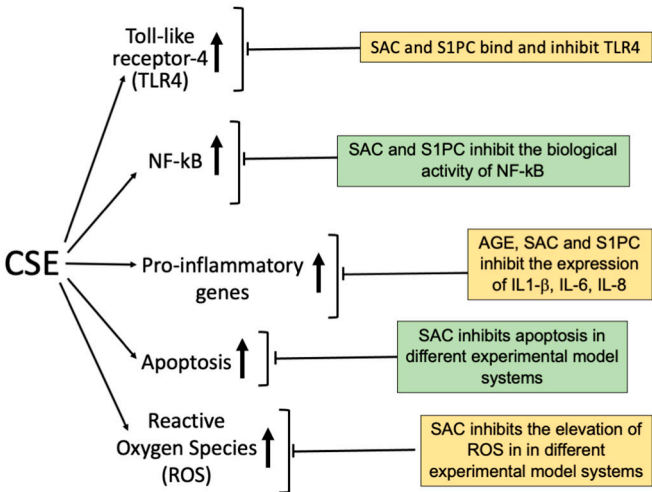 Toll-like
receptor-4
(TLR4)
SAC and S1PC bind and inhibit TLR4
NF-kB
SAC and S1PC inhibit the biological
activity of NF-kB
CSE
Pro-inflammatory
genes
AGE, SAC and S1PC
inhibit the expression
of IL1-β, IL-6, IL-8
Apoptosis
SAC inhibits apoptosis in
different experimental model
systems
Reactive
Oxygen Species
(ROS)
SAC inhibits the elevation of
ROS in in different
experimental model systems